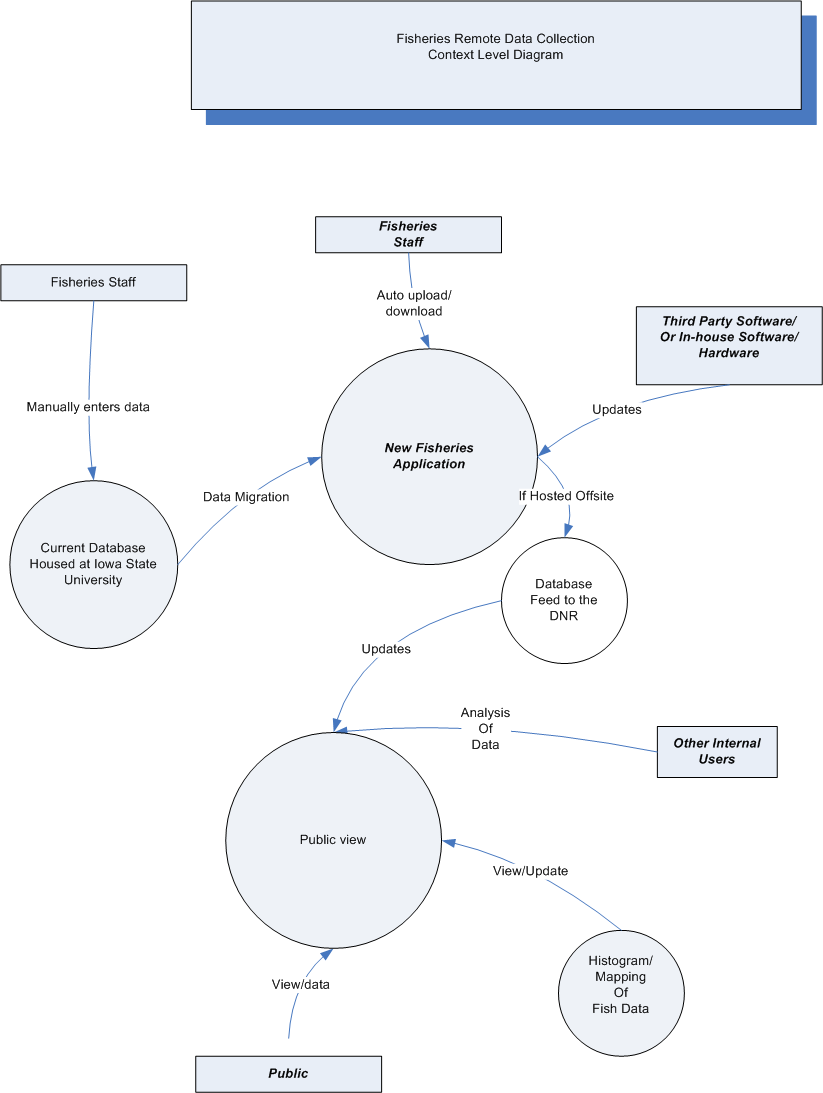 Fisheries Remote Data Collection
Context Level Diagram
Fisheries
Staff
Fisheries Staff
Auto upload/
download
Third Party Software/
Or In-house Software/
Hardware
Manually enters data
Updates
New Fisheries
Application
Data Migration
If Hosted Offsite
Current Database
Housed at Iowa State
University
Database
Feed to the
DNR
Updates
Analysis
Of
Data
Other Internal
Users
Public view
View/Update
Histogram/
Mapping
Of
Fish Data
View/data
Public